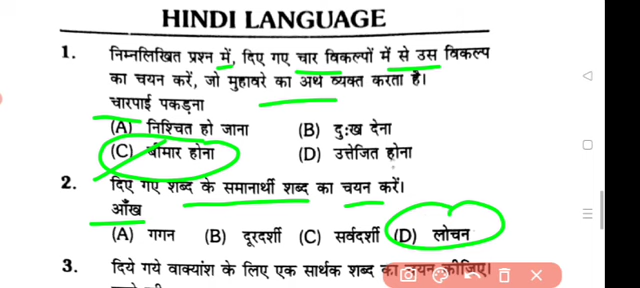 HINDI LANGUAGE
1. निम्नलिखित प्रश्न में, दिए गए चार विकल्पों में से उस विकल्प
का चयन करें, जो मुहावरे का अर्थ व्यक्त करता है।
चारपाई पकड़ना
(A) निश्चित हो जाना (B) दुःख देना
(C) बीमार होना (D) उत्तेजित होना
2. दिए गए शब्द के समानार्थी शब्द का चयन करें।
आँख
(A) गगन (B) दूरदर्शी (C) सर्वदर्शी (D) लोचन
3. दिये गये वाक्यांश के लिए एक सार्थक शब्द का चयन कीजिए।